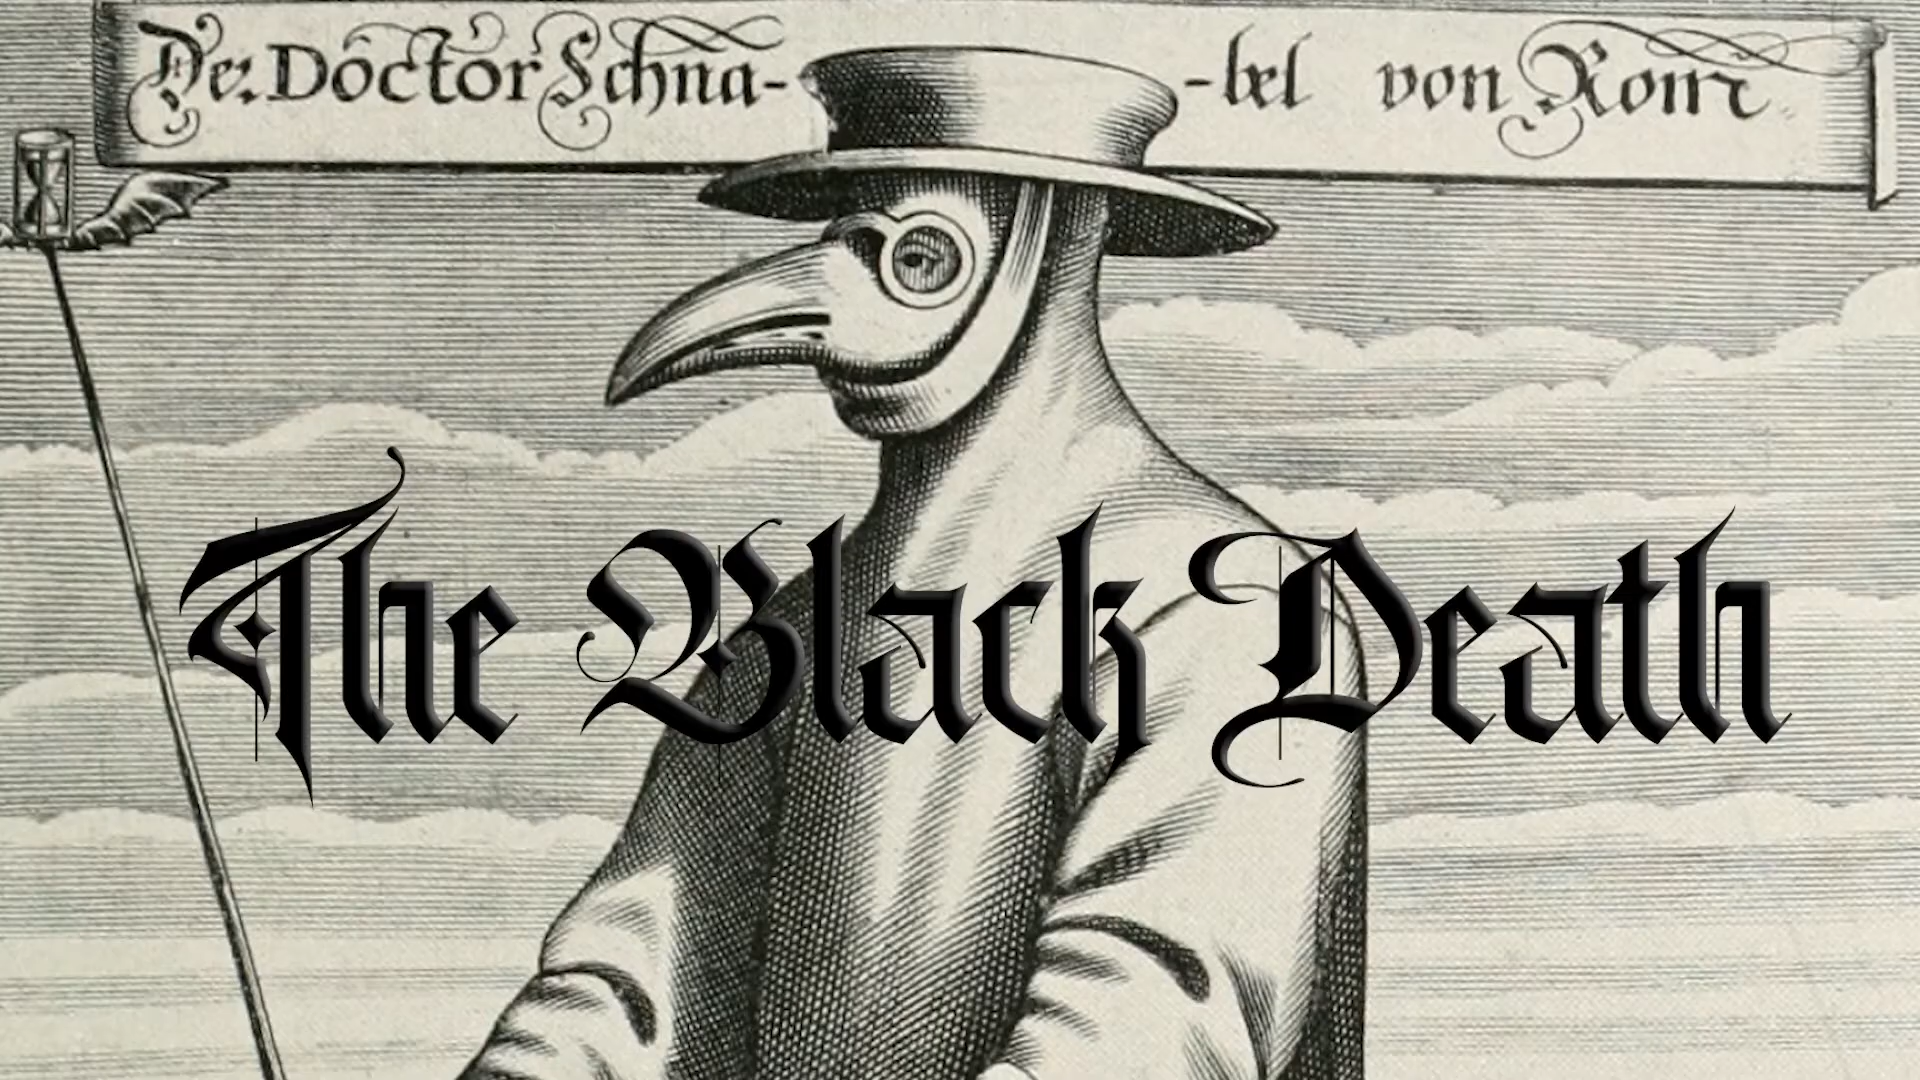 Der Doctor Schna- -bel von Rom
The Black Death